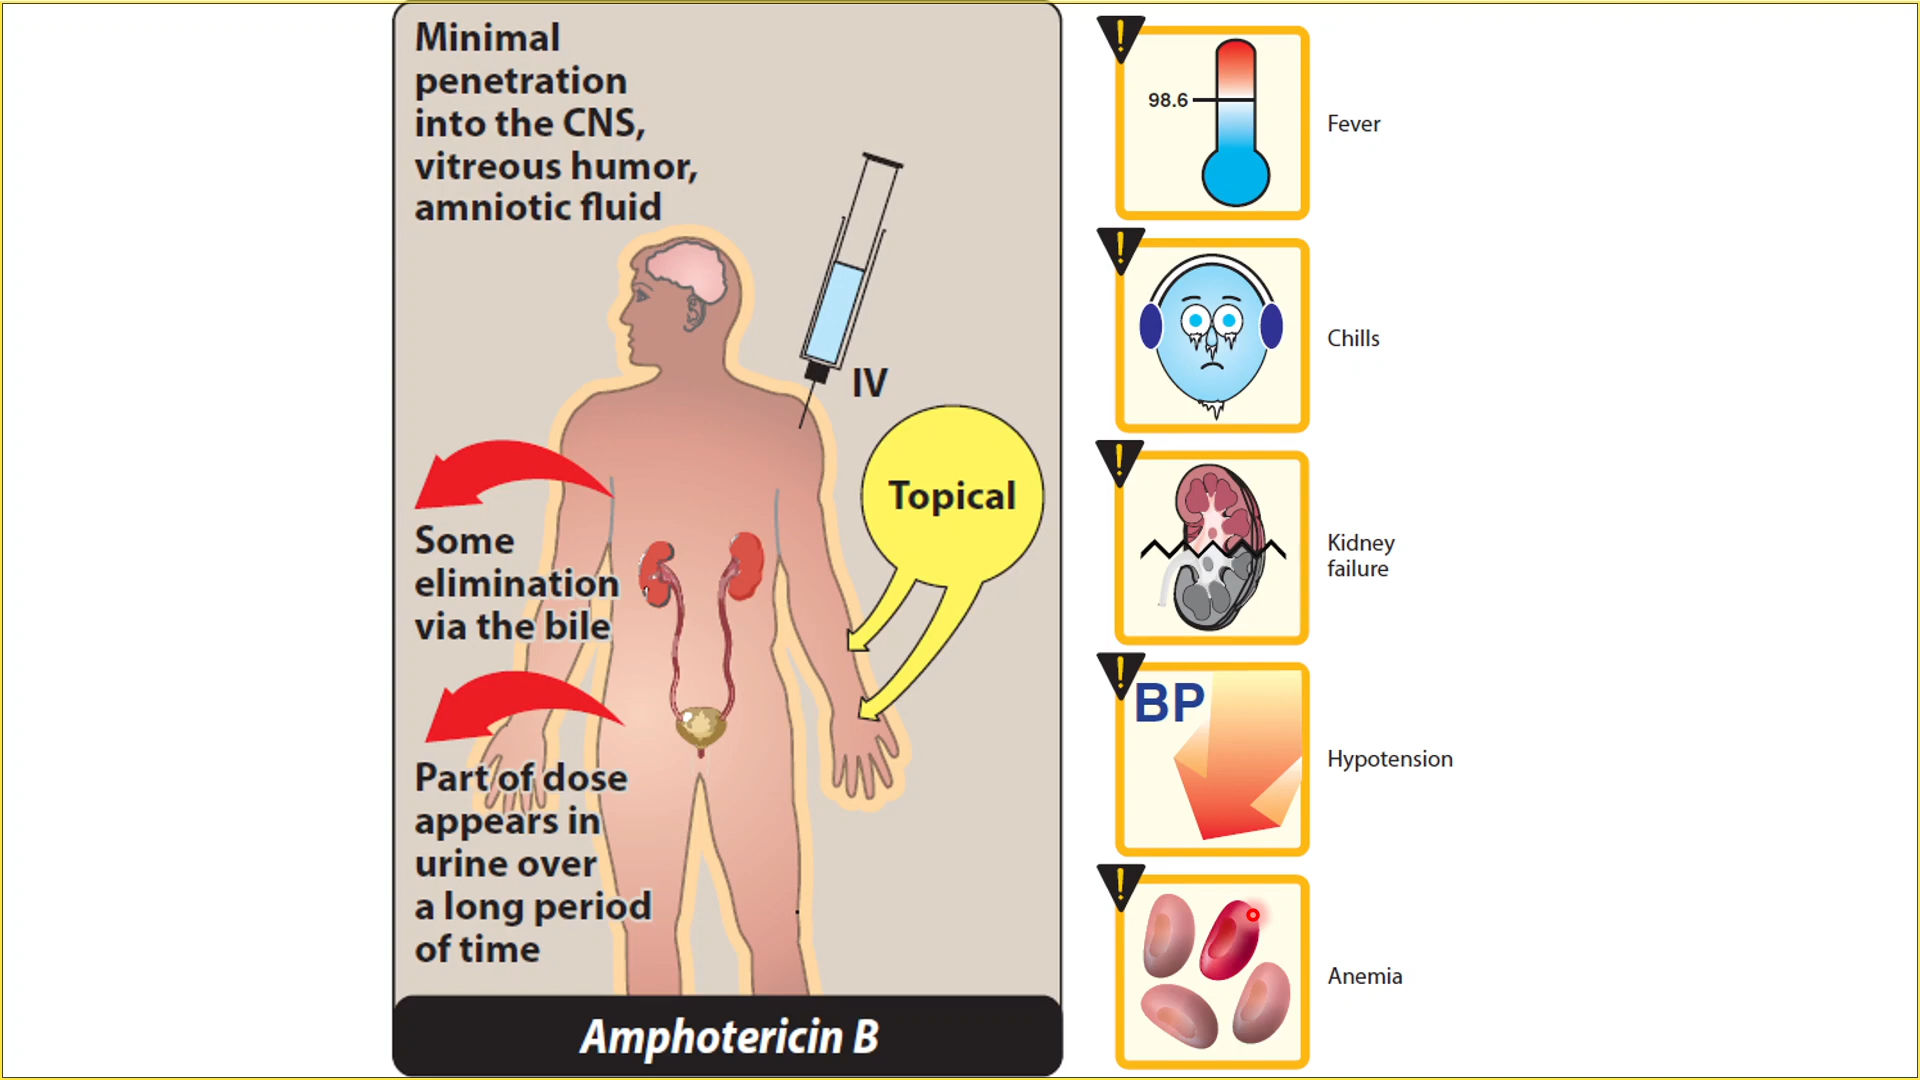 Minimal
penetration
into the CNS,
vitreous humor,
amniotic fluid
IV
Topical
Some
elimination
via the bile
Part of dose
appears in
urine over
a long period
of time
Amphotericin B
!
98.6
Fever
!
Chills
!
Kidney
failure
!
BP
Hypotension
!
Anemia